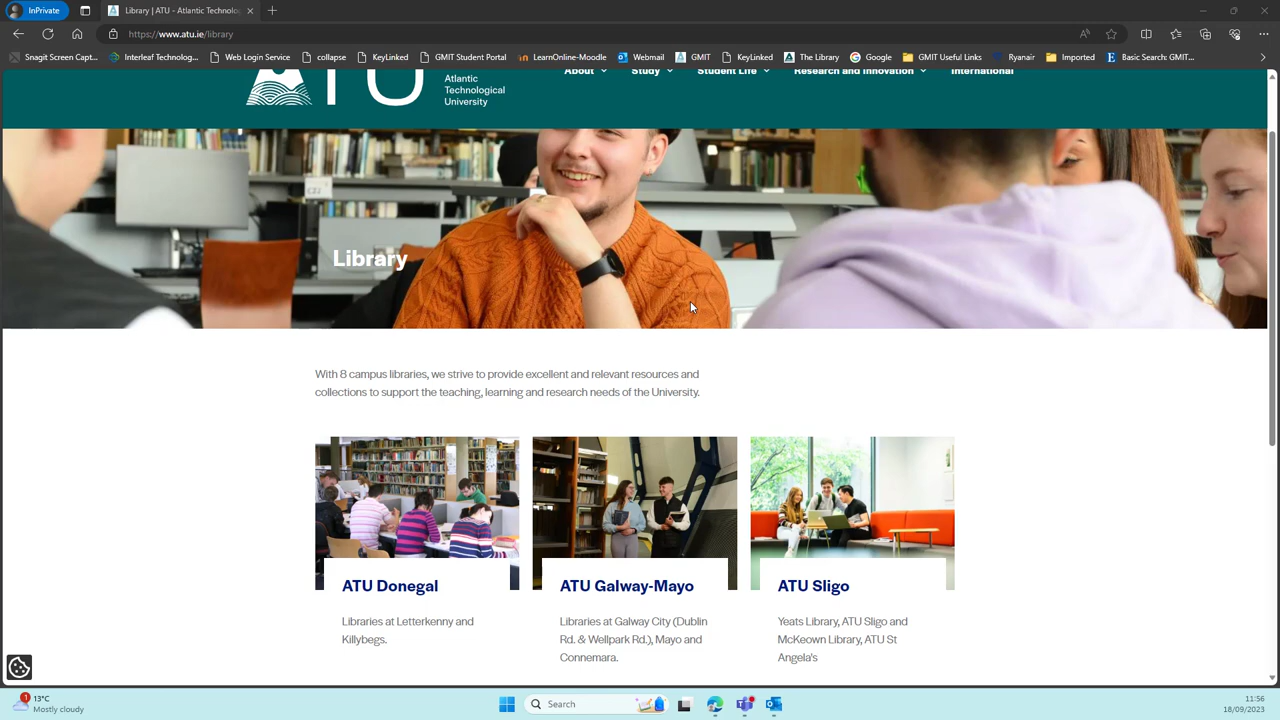 InPrivate
Library | ATU - Atlantic Technolog
https://www.atu.ie/library
Snagit Screen Capt...
Interleaf Technolog...
Web Login Service
collapse
KeyLinked
GMIT Student Portal
LearnOnline-Moodle
Webmail
GMIT
KeyLinked
The Library
Google
GMIT Useful Links
Ryanair
Imported
Basic Search: GMIT...
ATU
Atlantic
Technological
University
About
Study
Student Life
Research and Innovation
International
CZJ
Library
With 8 campus libraries, we strive to provide excellent and relevant resources and
collections to support the teaching, learning and research needs of the University.
ATU Donegal
Libraries at Letterkenny and
Killybegs.
ATU Galway-Mayo
Libraries at Galway City (Dublin
Rd. & Wellpark Rd.), Mayo and
Connemara.
ATU Sligo
Yeats Library, ATU Sligo and
McKeown Library, ATU St
Angela's
1
13°C
Mostly cloudy
Search
11:56
18/09/2023